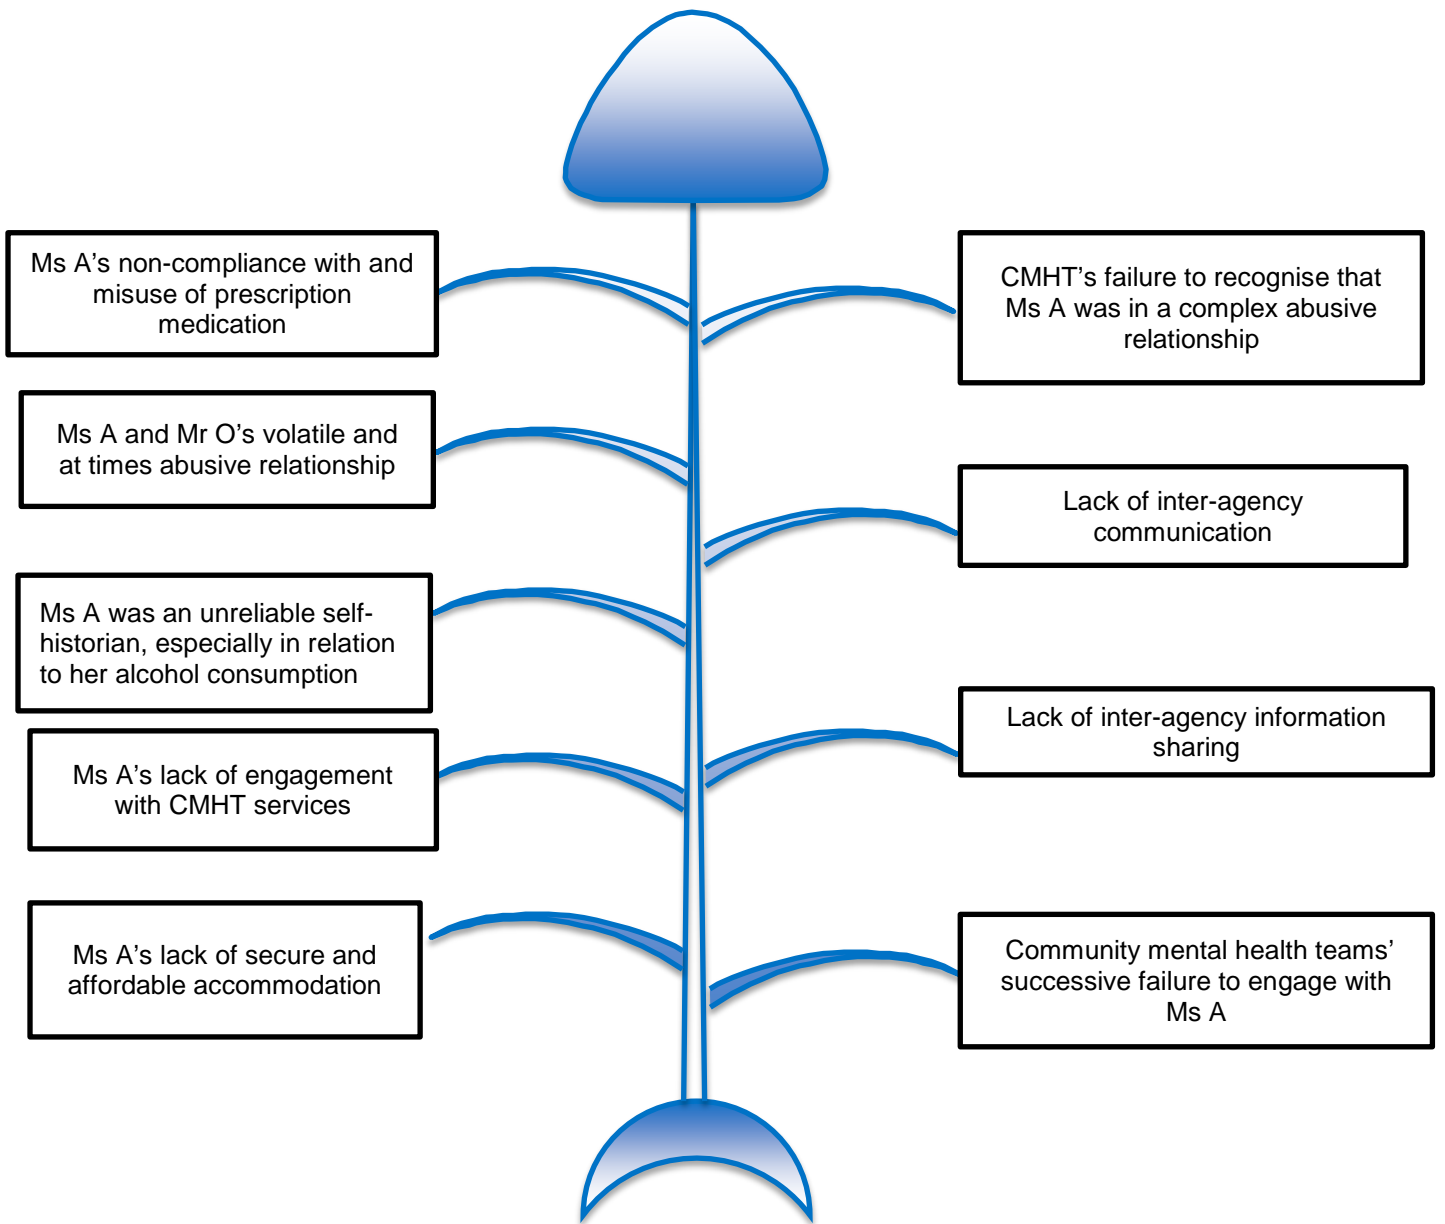 Ms A’s non-compliance with and
misuse of prescription
medication
Ms A and Mr O’s volatile and
at times abusive relationship
Ms A was an unreliable self-
historian, especially in relation
to her alcohol consumption
Ms A’s lack of engagement
with CMHT services
Ms A’s lack of secure and
affordable accommodation
CMHT’s failure to recognise that
Ms A was in a complex abusive
relationship
Lack of inter-agency
communication
Lack of inter-agency information
sharing
Community mental health teams’
successive failure to engage with
Ms A